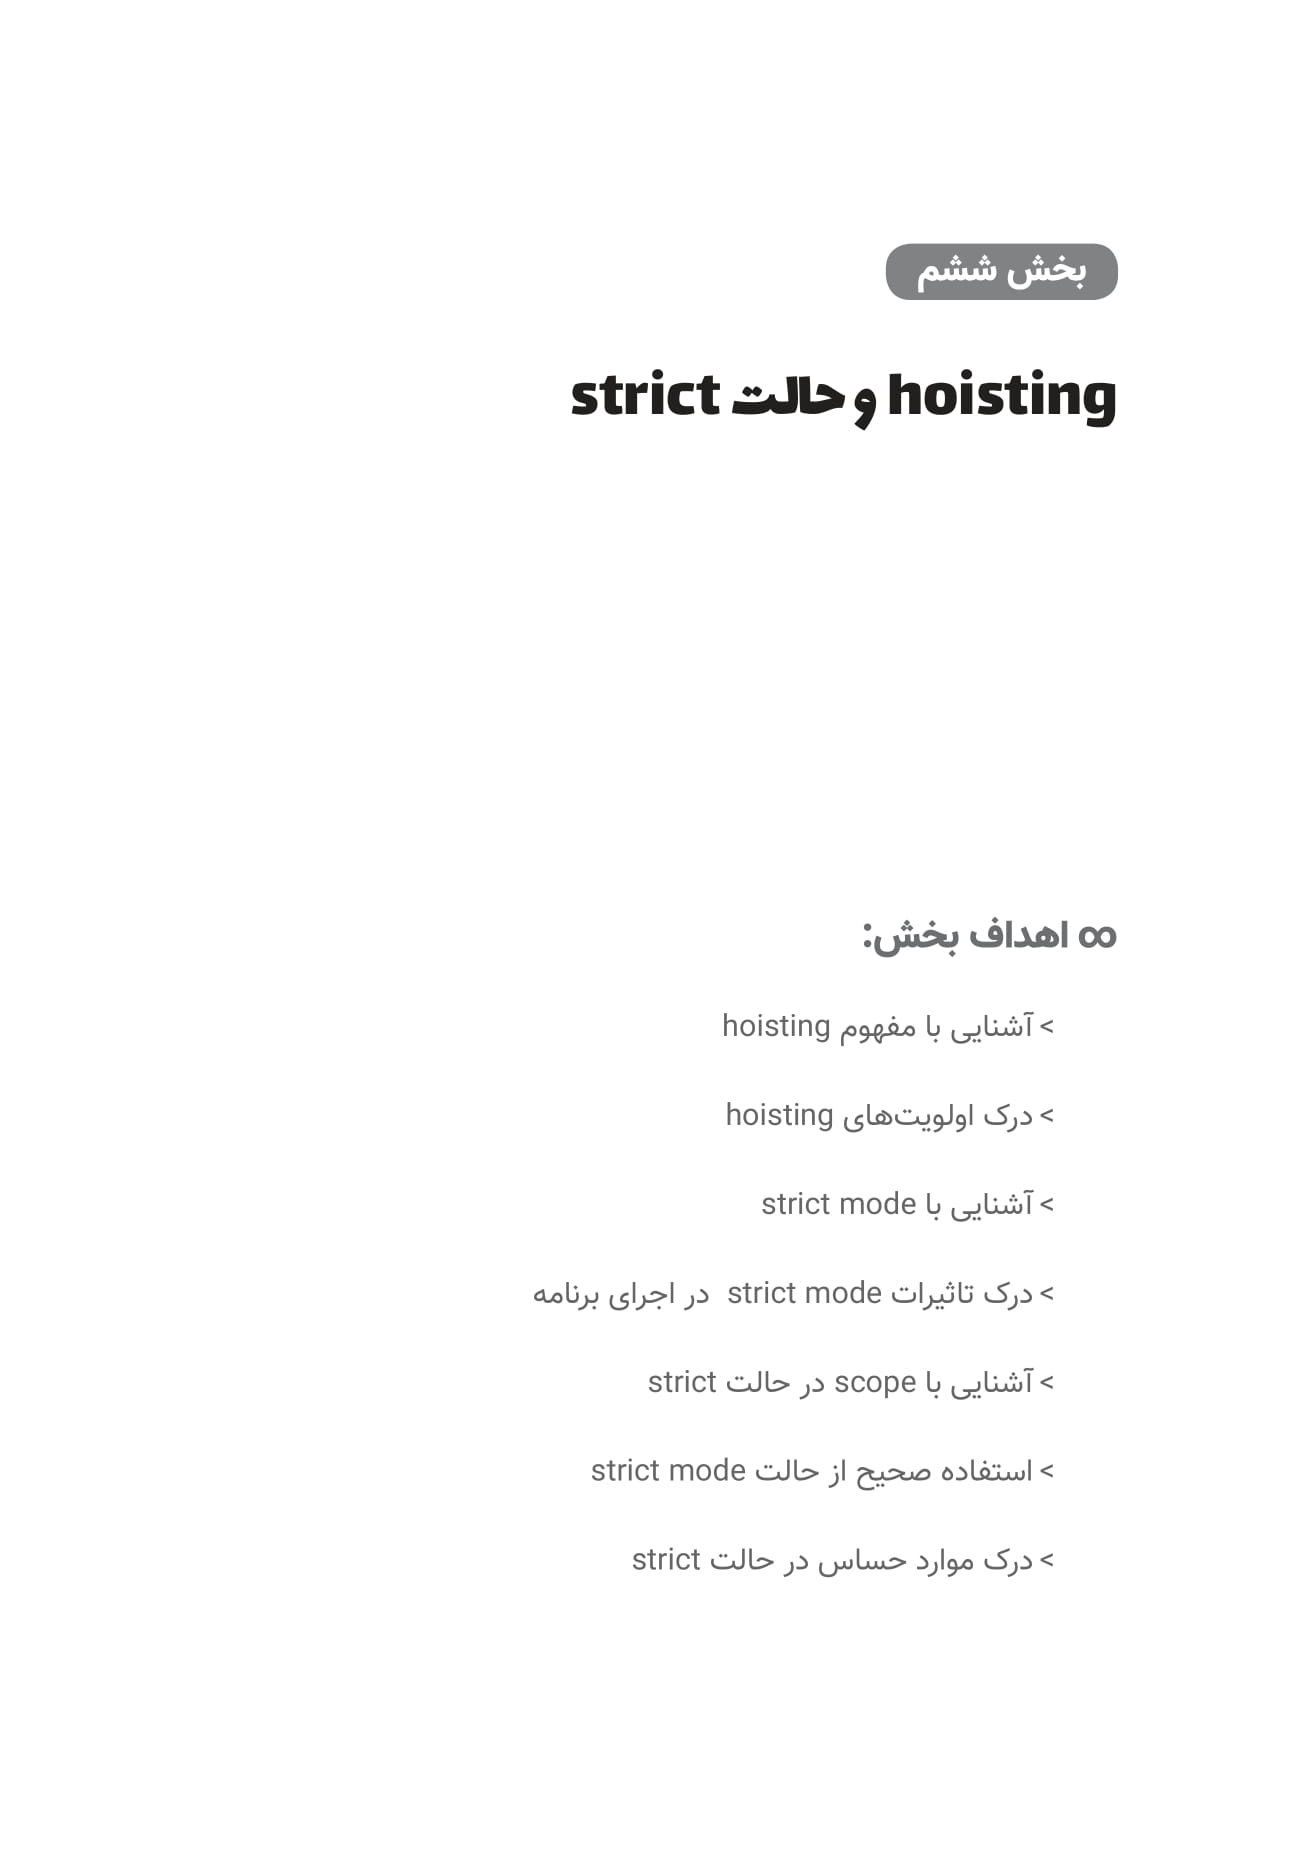 بخش ششم
hoisting و حالت strict
∞ اهداف بخش:
> آشنایی با مفهوم hoisting
> درک اولویت‌های hoisting
> آشنایی با strict mode
> درک تاثیرات strict mode  در اجرای برنامه
> آشنایی با scope در حالت strict
> استفاده صحیح از حالت strict mode
> درک موارد حساس در حالت strict